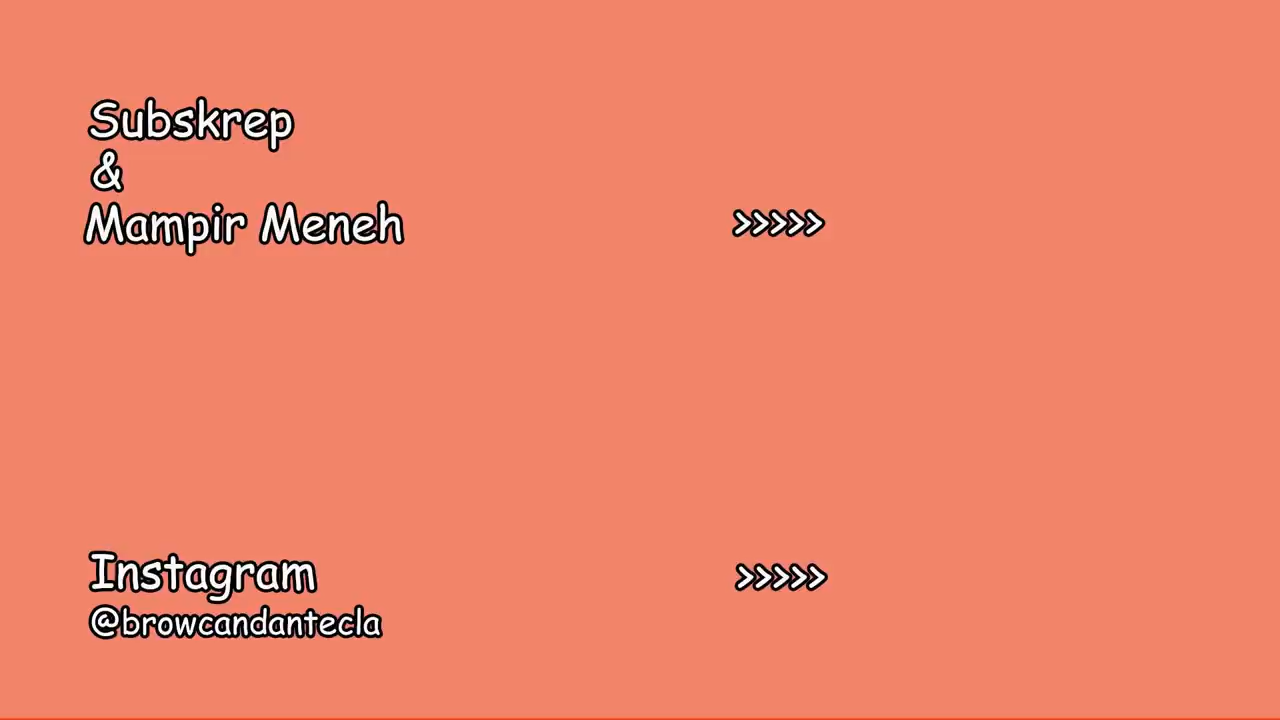 Subskrep
&
Mampir Meneh >>>>>
Instagram >>>>>
@browcandantecla